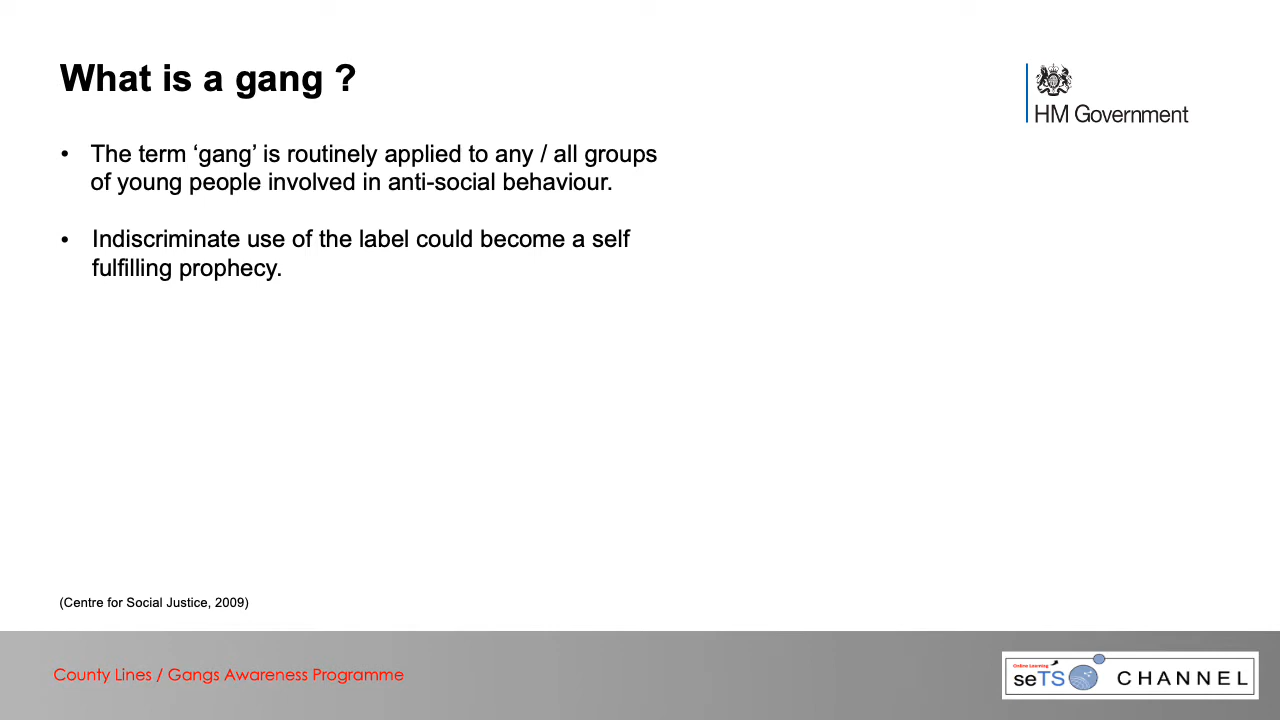 What is a gang ?
HM Government
• The term ‘gang’ is routinely applied to any / all groups
of young people involved in anti-social behaviour.
• Indiscriminate use of the label could become a self
fulfilling prophecy.
(Centre for Social Justice, 2009)
County Lines / Gangs Awareness Programme
Online Learning
seTS CHANNEL